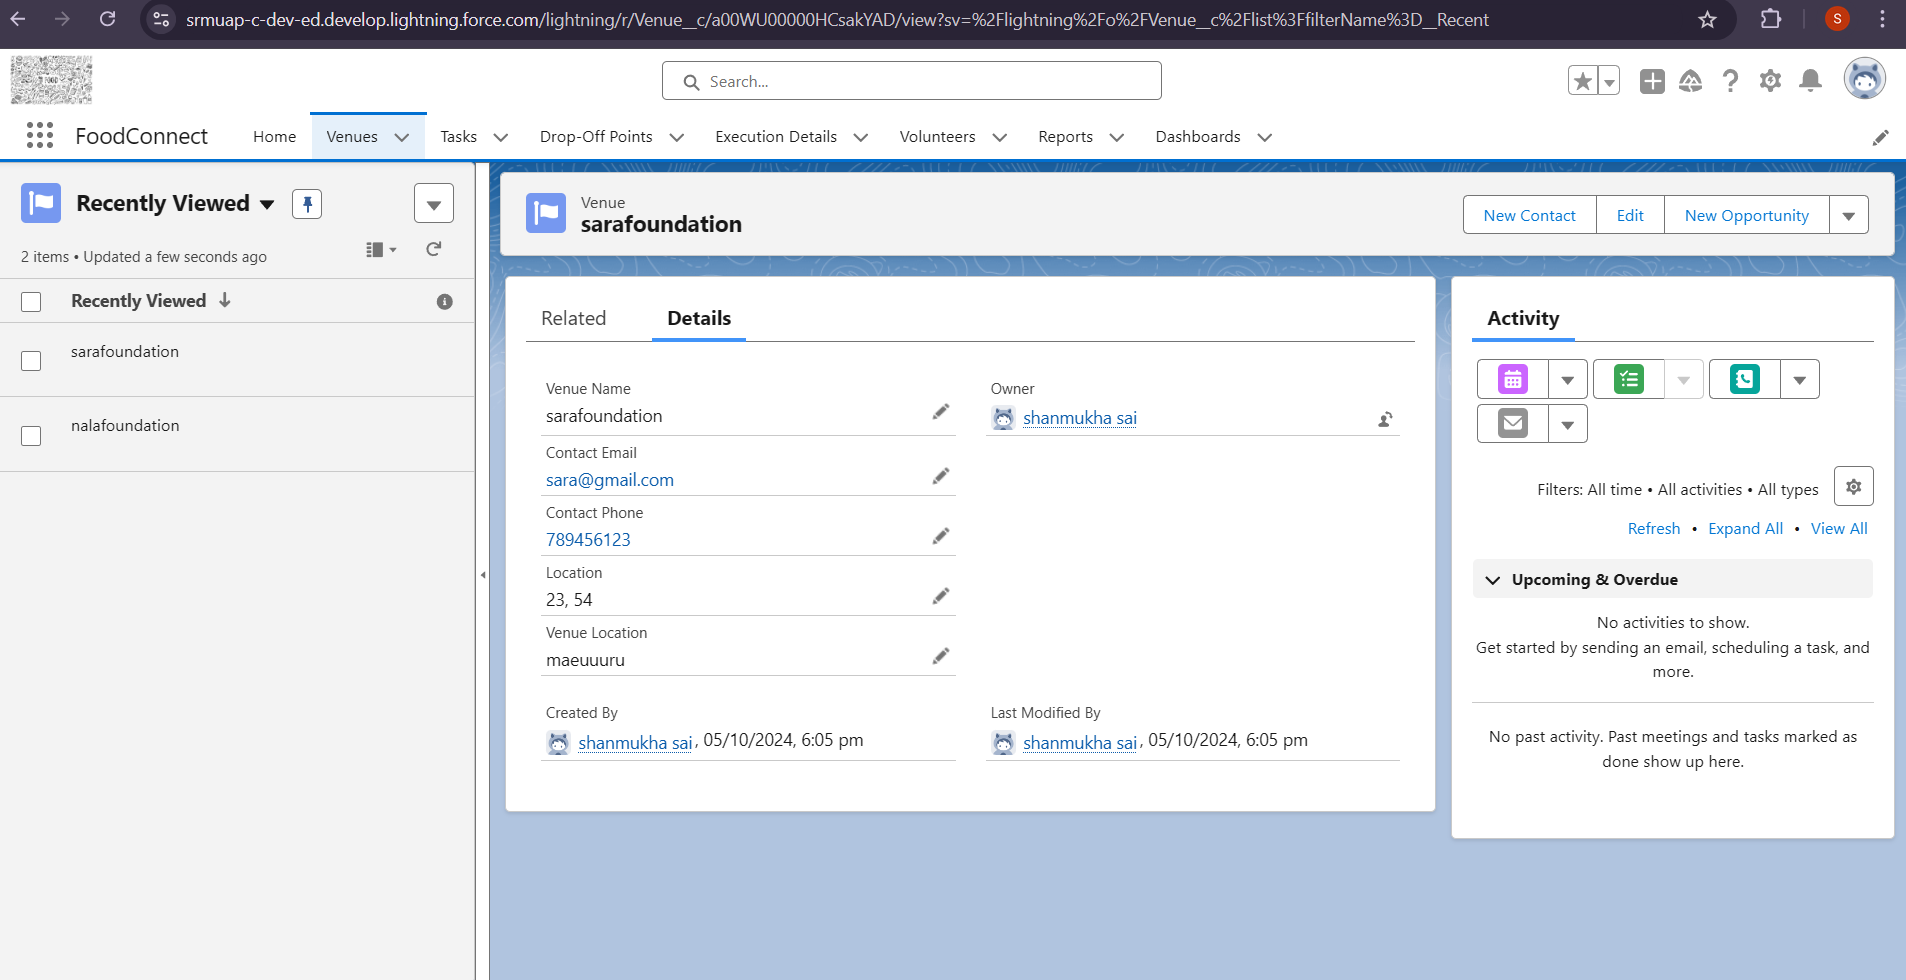 srmuap-c-dev-ed.develop.lightning.force.com/lightning/r/Venue__c/a00WU00000HCsakYAD/view?sv=%2Flightning%2Fo%2FVenue__c%2Flist%3FfilterName%3D__Recent
S
FOOD
Search...
FoodConnect
Home
Venues
Tasks
Drop-Off Points
Execution Details
Volunteers
Reports
Dashboards
Recently Viewed
2 items • Updated a few seconds ago
Recently Viewed
sarafoundation
nalafoundation
Venue
sarafoundation
New Contact
Edit
New Opportunity
Related
Details
Venue Name
sarafoundation
Owner
shanmukha sai
Contact Email
sara@gmail.com
Contact Phone
789456123
Location
23, 54
Venue Location
maeuuuru
Created By
shanmukha sai, 05/10/2024, 6:05 pm
Last Modified By
shanmukha sai, 05/10/2024, 6:05 pm
Activity
Filters: All time • All activities • All types
Refresh • Expand All • View All
Upcoming & Overdue
No activities to show.
Get started by sending an email, scheduling a task, and
more.
No past activity. Past meetings and tasks marked as
done show up here.